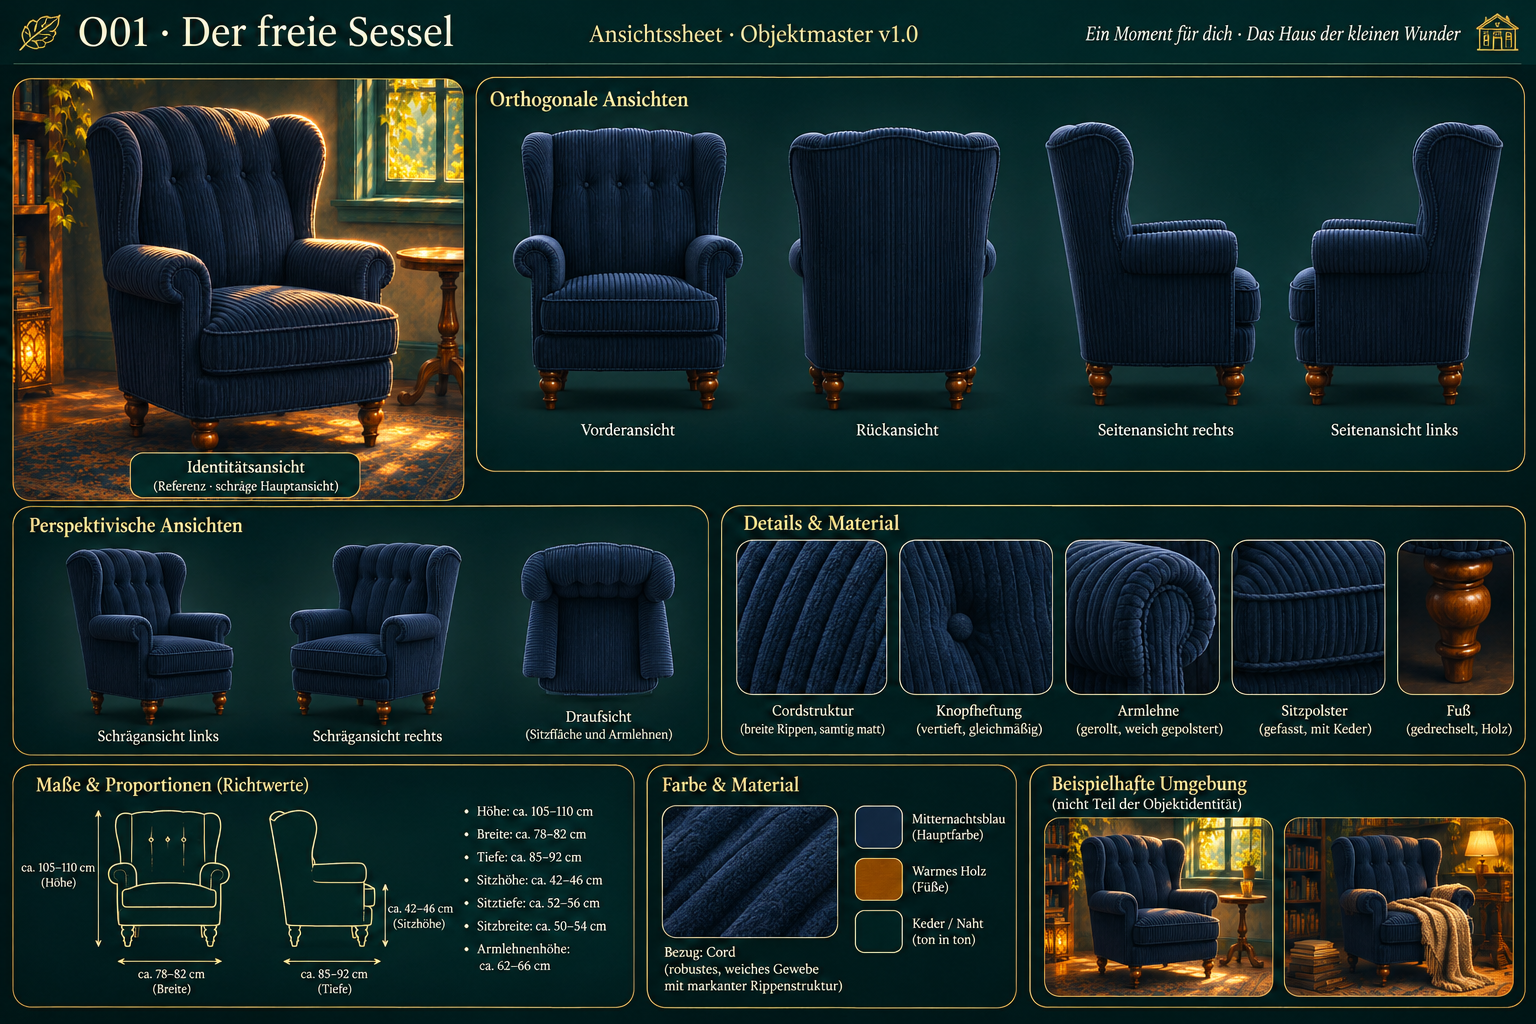 O01 · Der freie Sessel
Ansichtssheet · Objektmaster v1.0
Ein Moment für dich · Das Haus der kleinen Wunder
Identitätsansicht
(Referenz · schräge Hauptansicht)
Orthogonale Ansichten
Vorderansicht
Rückansicht
Seitenansicht rechts
Seitenansicht links
Perspektivische Ansichten
Schrägansicht links
Schrägansicht rechts
Draufsicht
(Sitzfläche und Armlehnen)
Details & Material
Cordstruktur
(breite Rippen, samtig matt)
Knopfheftung
(vertieft, gleichmäßig)
Armlehne
(gerollt, weich gepolstert)
Sitzpolster
(gefasst, mit Keder)
Fuß
(gedrechselt, Holz)
Maße & Proportionen (Richtwerte)
ca. 105–110 cm
(Höhe)
ca. 78–82 cm
(Breite)
ca. 42–46 cm
(Sitzhöhe)
ca. 85–92 cm
(Tiefe)
• Höhe: ca. 105–110 cm
• Breite: ca. 78–82 cm
• Tiefe: ca. 85–92 cm
• Sitzhöhe: ca. 42–46 cm
• Sitztiefe: ca. 52–56 cm
• Sitzbreite: ca. 50–54 cm
• Armlehnenhöhe:
ca. 62–66 cm
Farbe & Material
Bezug: Cord
(robustes, weiches Gewebe
mit markanter Rippenstruktur)
Mitternachtsblau
(Hauptfarbe)
Warmes Holz
(Füße)
Keder / Naht
(ton in ton)
Beispielhafte Umgebung
(nicht Teil der Objektidentität)